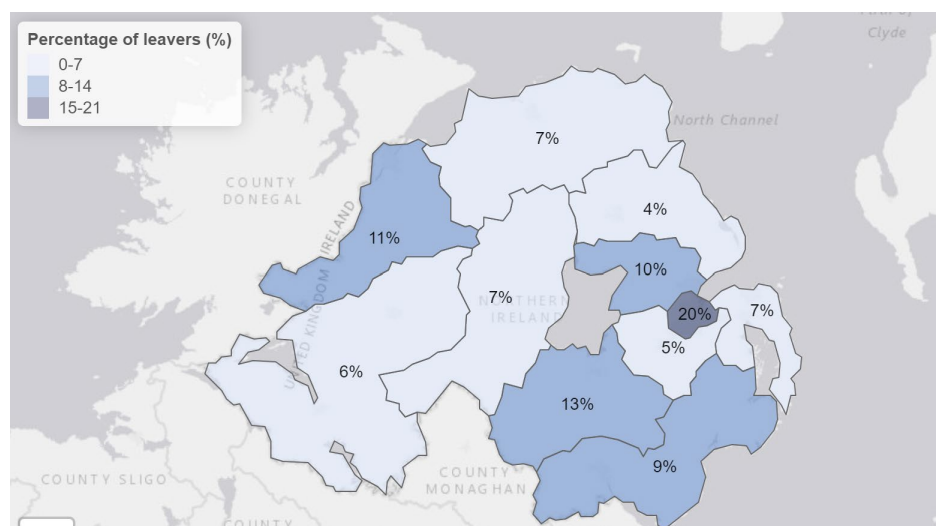 Percentage of leavers (%)
0-7
8-14
15-21
Clyde
North Channel
7%
COUNTY
DONEGAL
4%
11%
IRELAND
UNITED KINGDOM
10%
7%
NORTHERN
IRELAND
20%
7%
5%
6%
13%
9%
COUNTY SLIGO
COUNTY
MONAGHAN
COUNTY